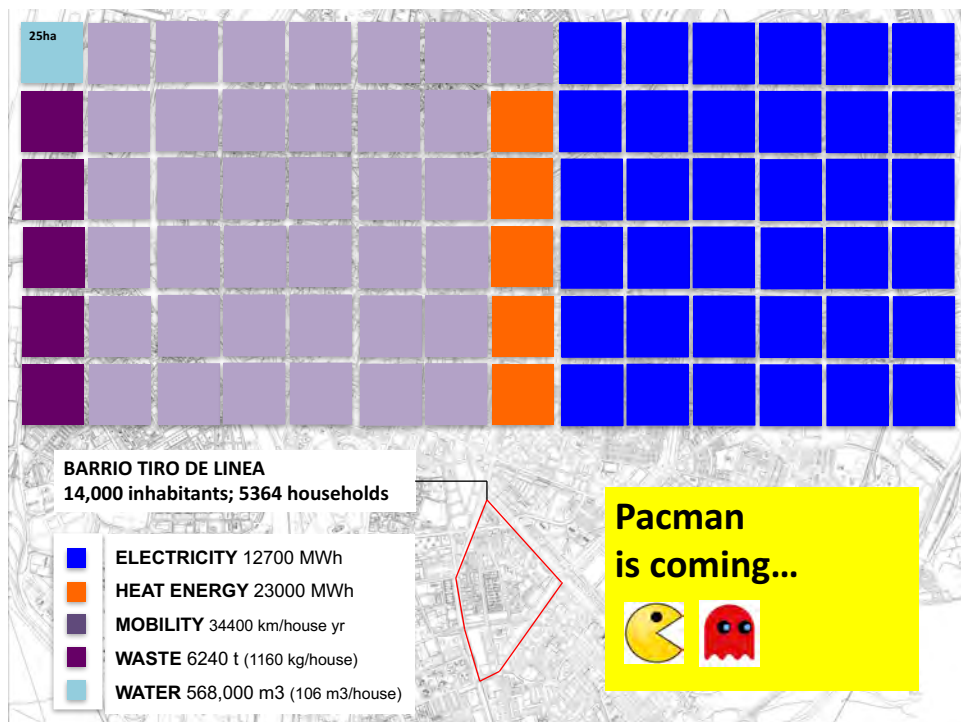 25ha
BARRIO TIRO DE LINEA
14,000 inhabitants; 5364 households
ELECTRICITY 12700 MWh
HEAT ENERGY 23000 MWh
MOBILITY 34400 km/house yr
WASTE 6240 t (1160 kg/house)
WATER 568,000 m3 (106 m3/house)
Pacman
is coming...